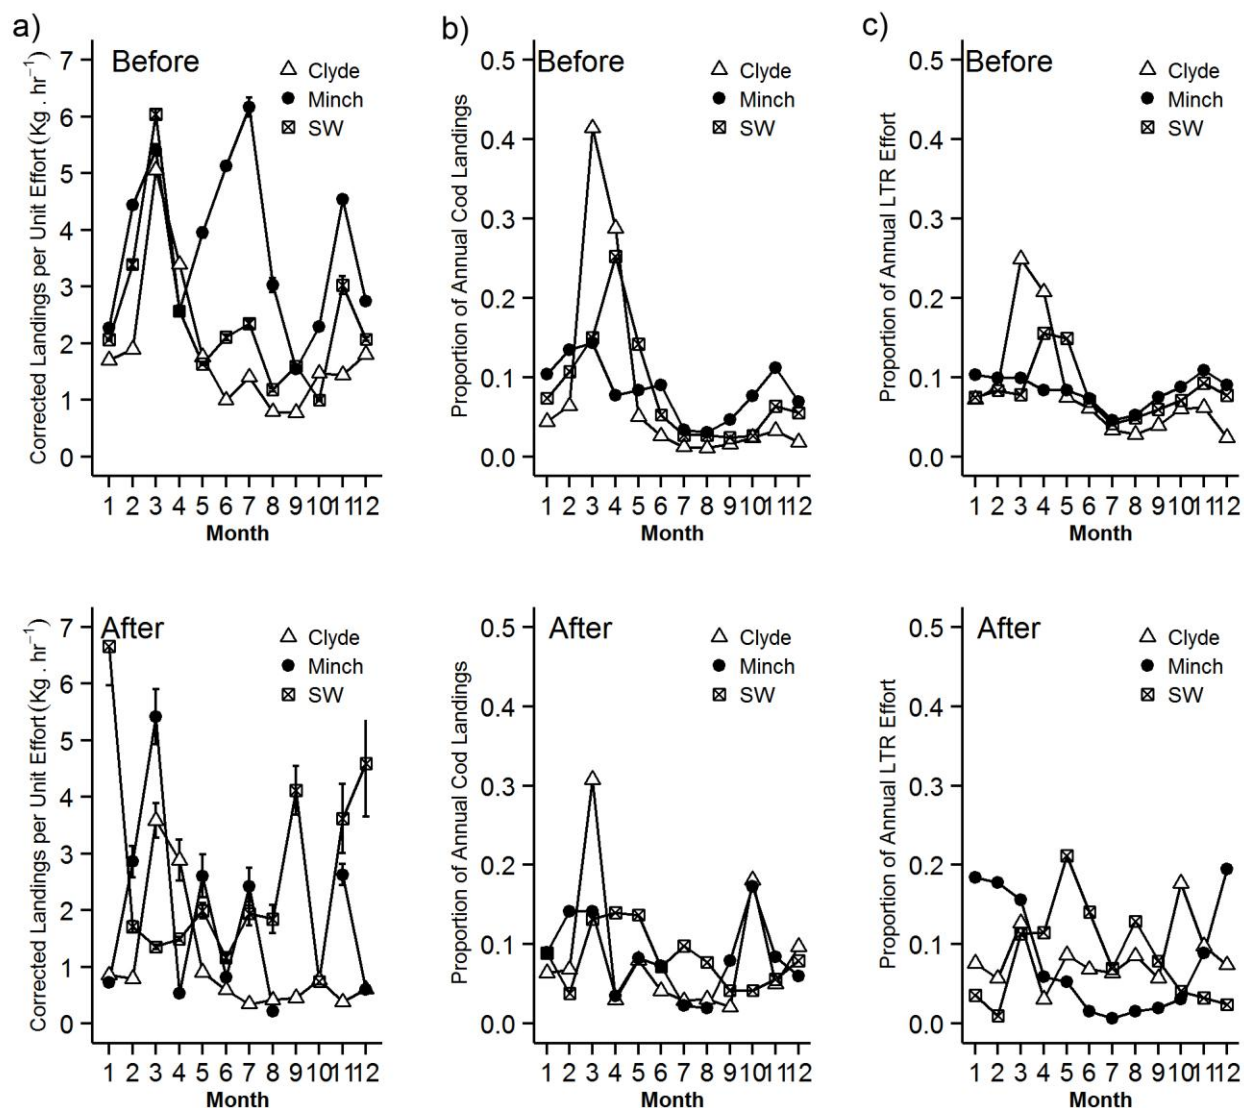 a)
Before
Clyde
Minch
SW
Corrected Landings per Unit Effort (Kg . hr⁻¹)
7
6
5
4
3
2
1
0
1 2 3 4 5 6 7 8 9 10 11 12
Month
b)
Before
Clyde
Minch
SW
Proportion of Annual Cod Landings
0.5
0.4
0.3
0.2
0.1
0.0
1 2 3 4 5 6 7 8 9 10 11 12
Month
c)
Before
Clyde
Minch
SW
Proportion of Annual LTR Effort
0.5
0.4
0.3
0.2
0.1
0.0
1 2 3 4 5 6 7 8 9 10 11 12
Month
After
Clyde
Minch
SW
Corrected Landings per Unit Effort (Kg . hr⁻¹)
7
6
5
4
3
2
1
0
1 2 3 4 5 6 7 8 9 10 11 12
Month
After
Clyde
Minch
SW
Proportion of Annual Cod Landings
0.5
0.4
0.3
0.2
0.1
0.0
1 2 3 4 5 6 7 8 9 10 11 12
Month
After
Clyde
Minch
SW
Proportion of Annual LTR Effort
0.5
0.4
0.3
0.2
0.1
0.0
1 2 3 4 5 6 7 8 9 10 11 12
Month